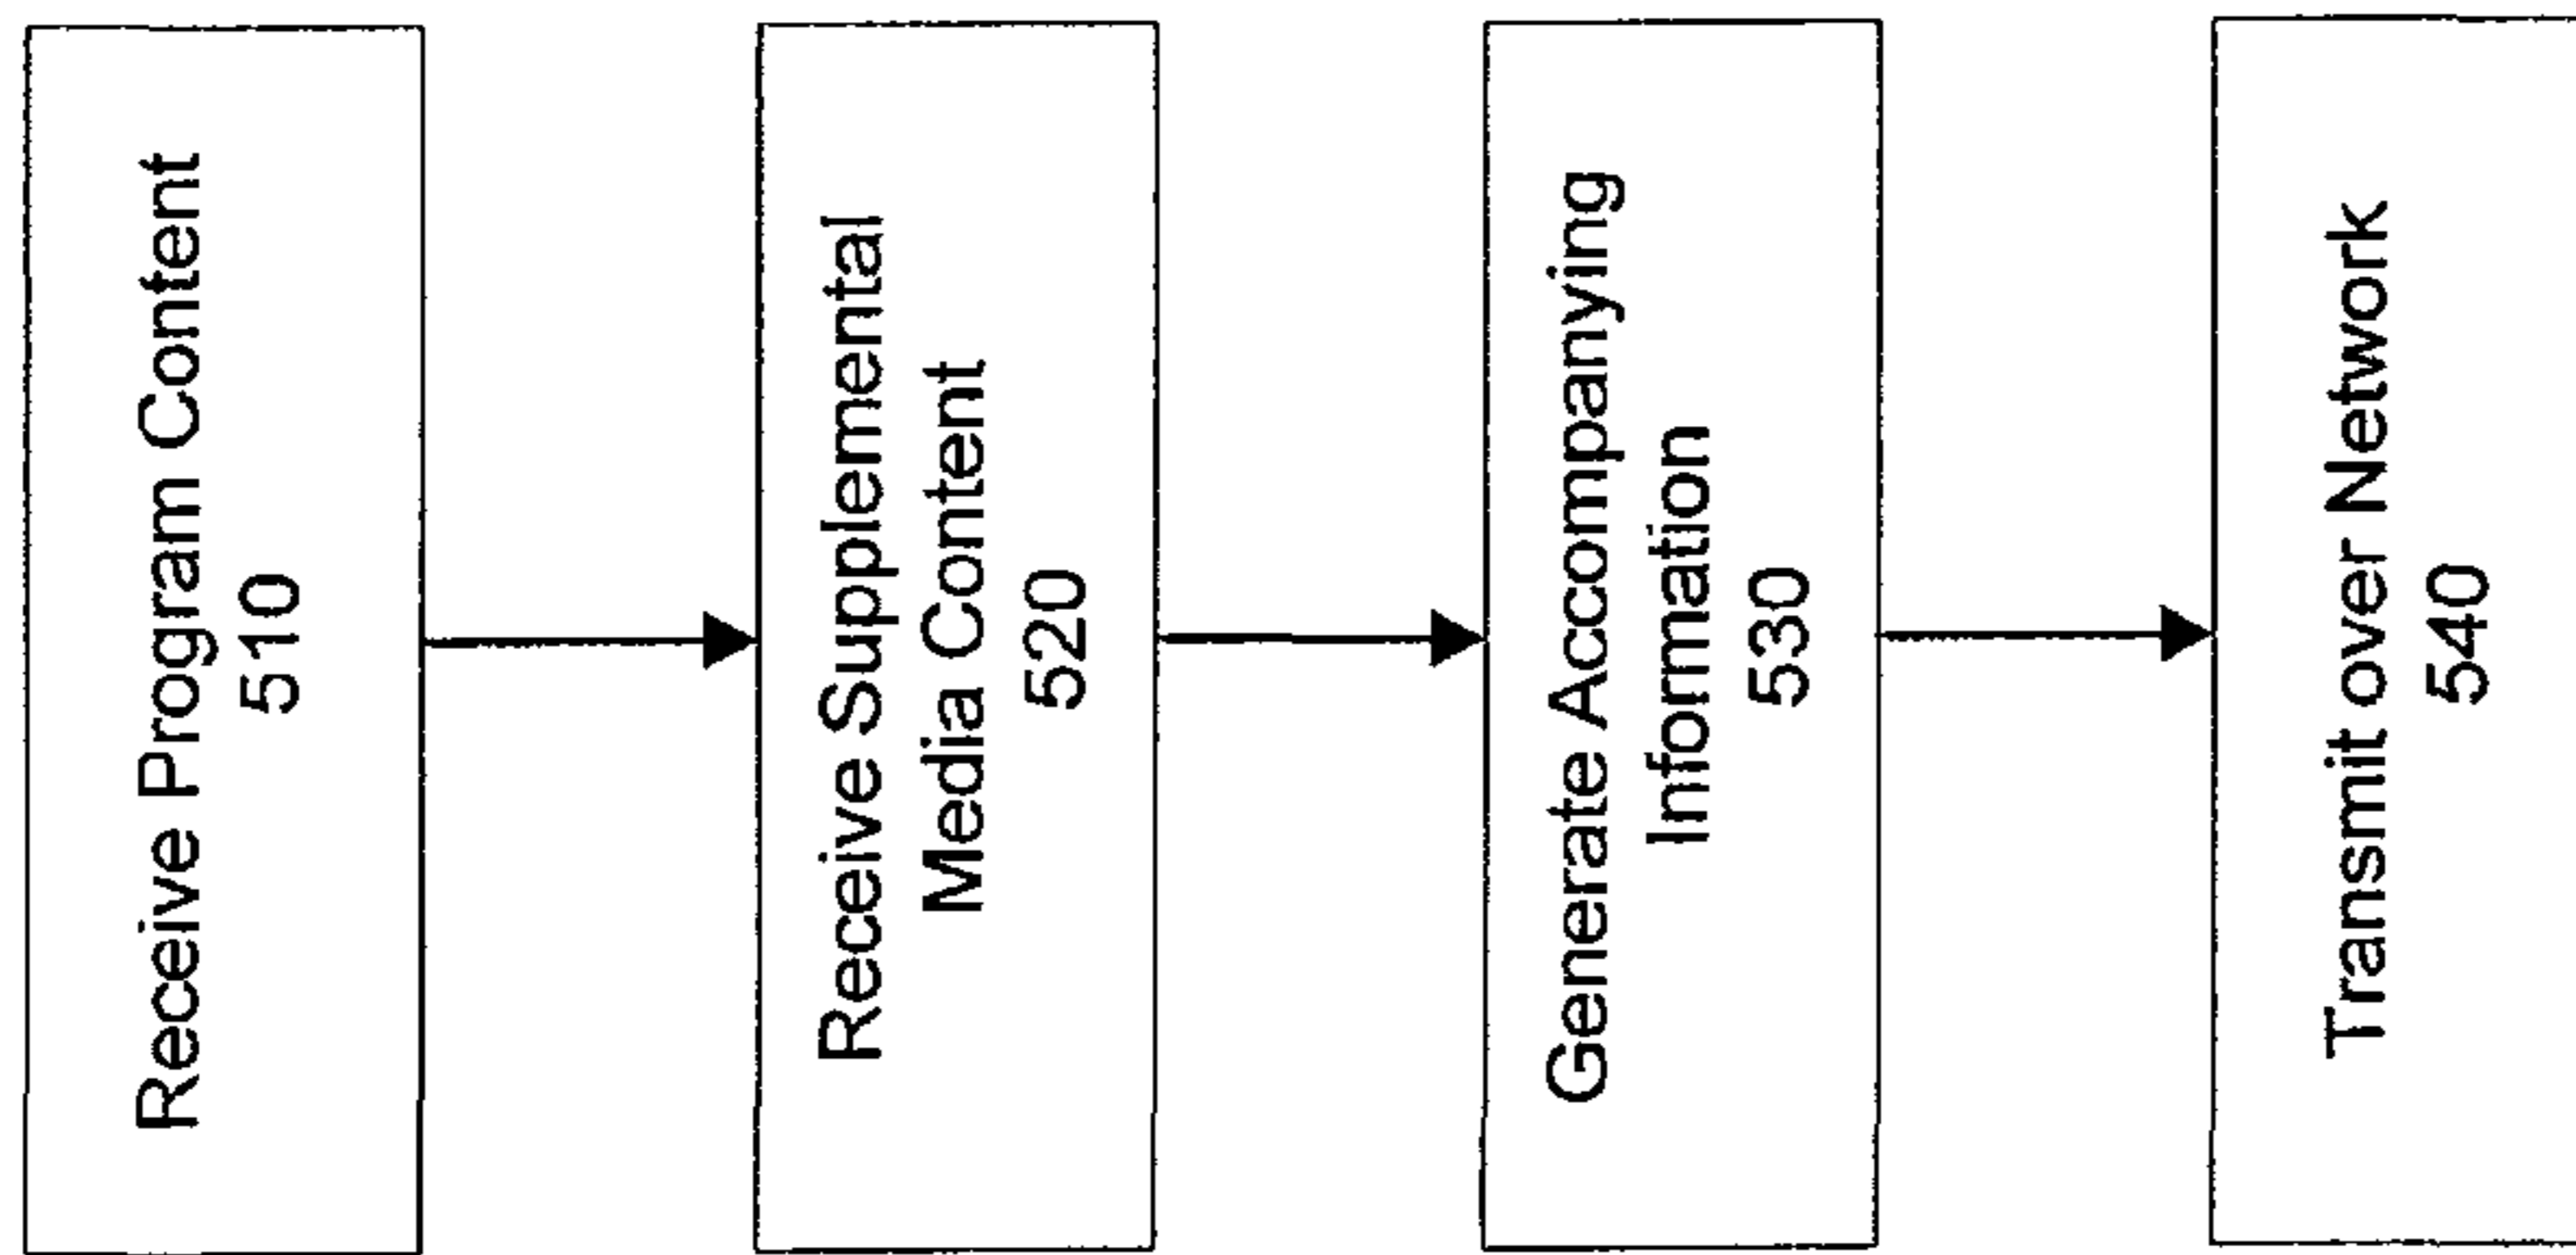 Receive Program Content
510
Receive Supplemental
Media Content
520
Generate Accompanying
Information
530
Transmit over Network
540